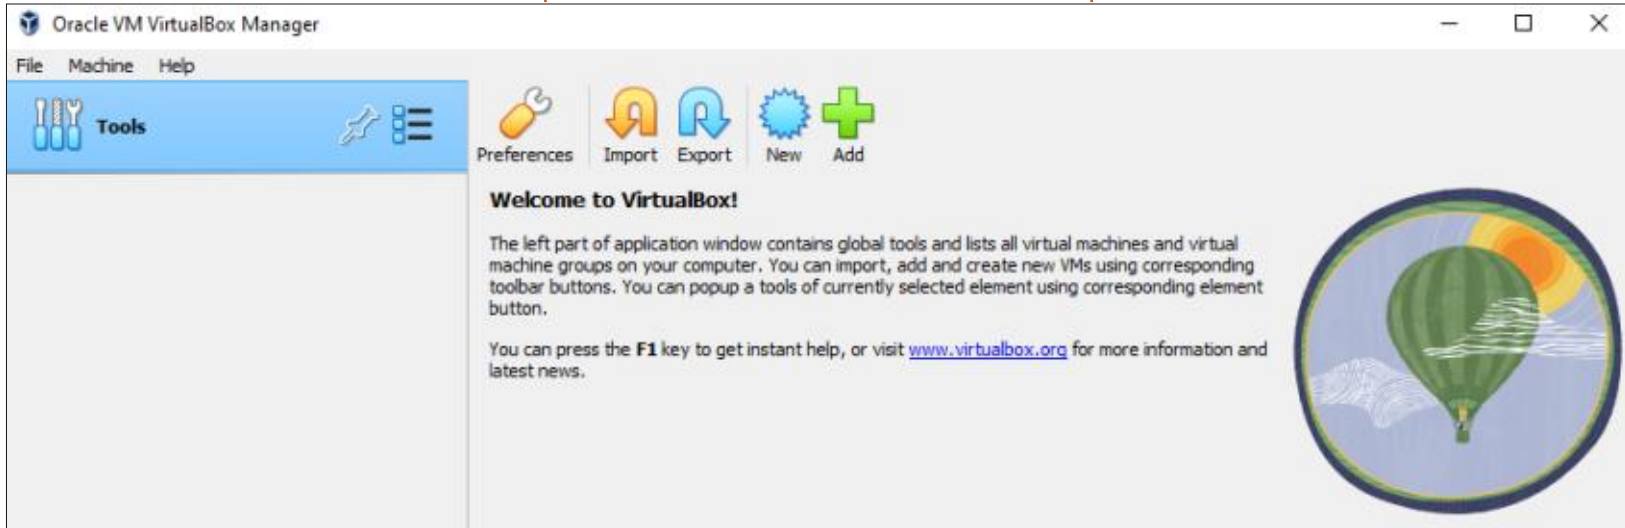 Oracle VM VirtualBox Manager
File Machine Help
Tools
Preferences Import Export New Add
Welcome to VirtualBox!
The left part of application window contains global tools and lists all virtual machines and virtual
machine groups on your computer. You can import, add and create new VMs using corresponding
toolbar buttons. You can popup a tools of currently selected element using corresponding element
button.
You can press the F1 key to get instant help, or visit www.virtualbox.org for more information and
latest news.